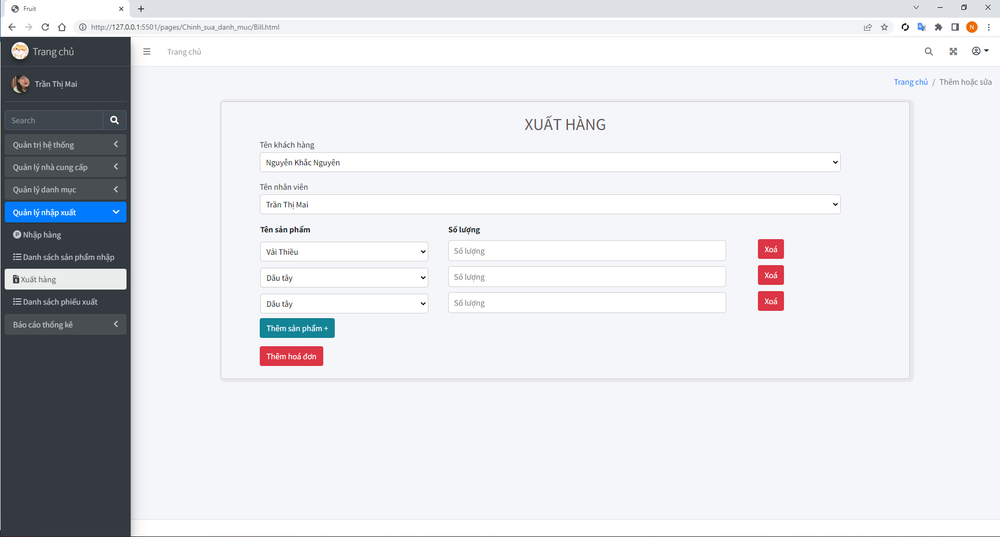 Fruit
http://127.0.0.1:5501/pages/Chinh_sua_danh_muc/Bill.html
N
Trang chủ
Trang chủ
Trần Thị Mai
Trang chủ / Thêm hoặc sửa
Search
Quản trị hệ thống
Quản lý nhà cung cấp
Quản lý danh mục
Quản lý nhập xuất
Nhập hàng
Danh sách sản phẩm nhập
Xuất hàng
Danh sách phiếu xuất
Báo cáo thống kê
XUẤT HÀNG
Tên khách hàng
Nguyễn Khắc Nguyên
Tên nhân viên
Trần Thị Mai
Tên sản phẩm Số lượng
Vải Thiều Số lượng Xoá
Dâu tây Số lượng Xoá
Dâu tây Số lượng Xoá
Thêm sản phẩm +
Thêm hoá đơn